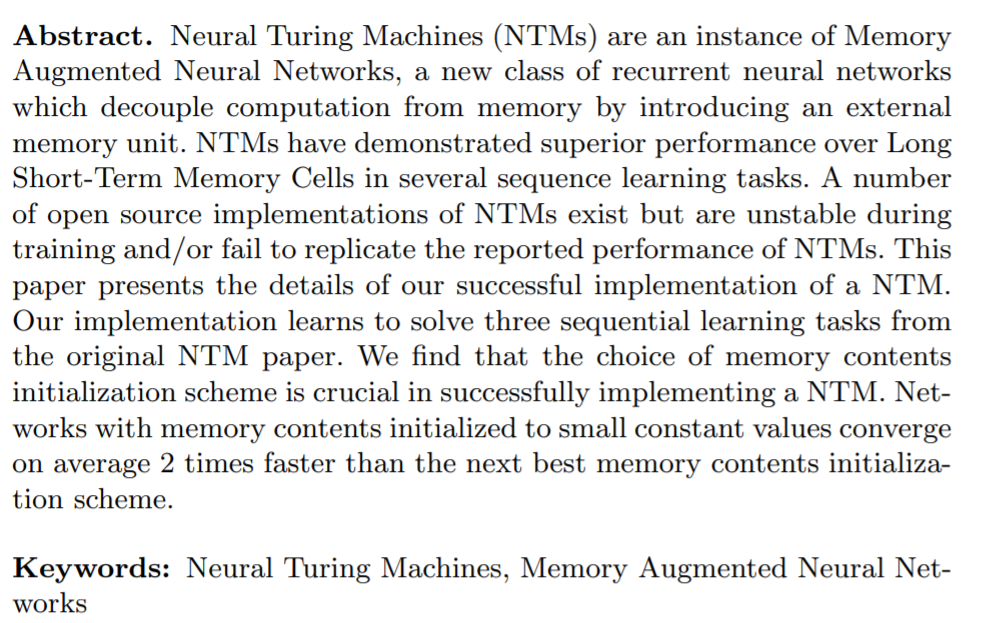 Abstract. Neural Turing Machines (NTMs) are an instance of Memory
Augmented Neural Networks, a new class of recurrent neural networks
which decouple computation from memory by introducing an external
memory unit. NTMs have demonstrated superior performance over Long
Short-Term Memory Cells in several sequence learning tasks. A number
of open source implementations of NTMs exist but are unstable during
training and/or fail to replicate the reported performance of NTMs. This
paper presents the details of our successful implementation of a NTM.
Our implementation learns to solve three sequential learning tasks from
the original NTM paper. We find that the choice of memory contents
initialization scheme is crucial in successfully implementing a NTM. Net-
works with memory contents initialized to small constant values converge
on average 2 times faster than the next best memory contents initializa-
tion scheme.
Keywords: Neural Turing Machines, Memory Augmented Neural Net-
works